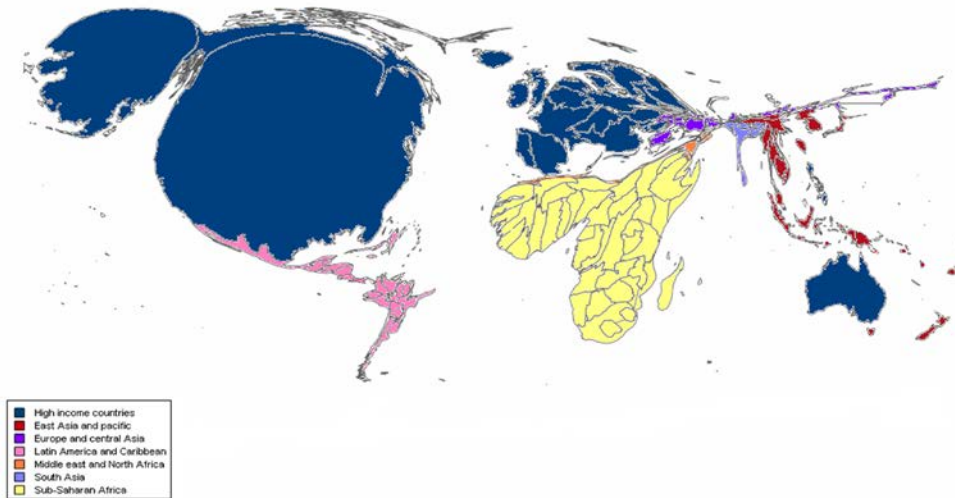 High income countries
East Asia and pacific
Europe and central Asia
Latin America and Caribbean
Middle east and North Africa
South Asia
Sub-Saharan Africa